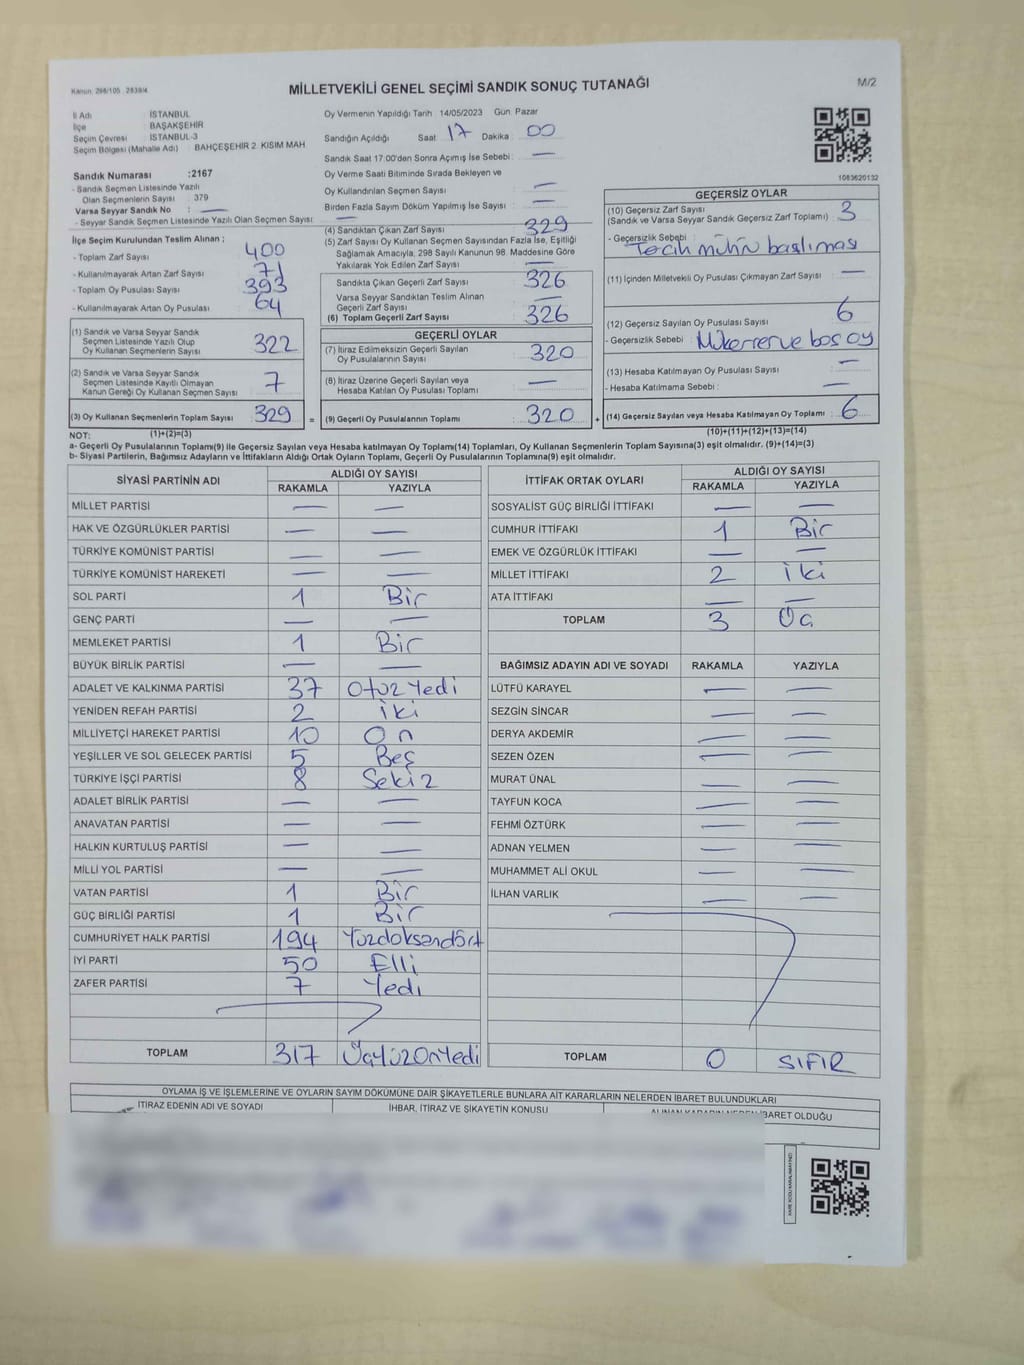 Kanun: 298/105 , 2839/4
MİLLETVEKİLİ GENEL SEÇİMİ SANDIK SONUÇ TUTANAĞI
M/2
İl Adı : İSTANBUL
İlçe : BAŞAKŞEHİR
Seçim Çevresi : İSTANBUL-3
Seçim Bölgesi (Mahalle Adı) : BAHÇEŞEHİR 2. KISIM MAH
Oy Vermenin Yapıldığı Tarih : 14/05/2023 Gün: Pazar
Sandığın Açıldığı Saat: 17 Dakika : 00
Sandık Saat 17:00'den Sonra Açılmış İse Sebebi : —
Oy Verme Saati Bitiminde Sırada Bekleyen ve
Oy Kullandırılan Seçmen Sayısı : —
Birden Fazla Sayım Döküm Yapılmış İse Sayısı : —
1083620132
Sandık Numarası :2167
- Sandık Seçmen Listesinde Yazılı
Olan Seçmenlerin Sayısı : 379
Varsa Seyyar Sandık No : —
- Seyyar Sandık Seçmen Listesinde Yazılı Olan Seçmen Sayısı : —
İlçe Seçim Kurulundan Teslim Alınan ;
- Toplam Zarf Sayısı : 400
- Kullanılmayarak Artan Zarf Sayısı : 71
- Toplam Oy Pusulası Sayısı : 393
- Kullanılmayarak Artan Oy Pusulası : 64
(1) Sandık ve Varsa Seyyar Sandık
Seçmen Listesinde Yazılı Olup
Oy Kullanan Seçmenlerin Sayısı : 322
(2) Sandık ve Varsa Seyyar Sandık
Seçmen Listesinde Kayıtlı Olmayan
Kanun Gereği Oy Kullanan Seçmen Sayısı : 7
(3) Oy Kullanan Seçmenlerin Toplam Sayısı : 329
(4) Sandıktan Çıkan Zarf Sayısı : 329
(5) Zarf Sayısı Oy Kullanan Seçmen Sayısından Fazla İse, Eşitliği
Sağlamak Amacıyla, 298 Sayılı Kanunun 98. Maddesine Göre
Yakılarak Yok Edilen Zarf Sayısı : —
Sandıkta Çıkan Geçerli Zarf Sayısı : 326
Varsa Seyyar Sandıktan Teslim Alınan
Geçerli Zarf Sayısı : —
(6) Toplam Geçerli Zarf Sayısı : 326
GEÇERLİ OYLAR
(7) İtiraz Edilmeksizin Geçerli Sayılan
Oy Pusulalarının Sayısı : 320
(8) İtiraz Üzerine Geçerli Sayılan veya
Hesaba Katılan Oy Pusulası Toplamı : —
= (9) Geçerli Oy Pusulalarının Toplamı : 320
GEÇERSİZ OYLAR
(10) Geçersiz Zarf Sayısı
(Sandık ve Varsa Seyyar Sandık Geçersiz Zarf Toplamı) : 3
- Geçersizlik Sebebi : Tercih mührü basılması
(11) İçinden Milletvekili Oy Pusulası Çıkmayan Zarf Sayısı : —
(12) Geçersiz Sayılan Oy Pusulası Sayısı : 6
- Geçersizlik Sebebi : Mükerrer ve boş oy
(13) Hesaba Katılmayan Oy Pusulası Sayısı : —
- Hesaba Katılmama Sebebi : —
+ (14) Geçersiz Sayılan veya Hesaba Katılmayan Oy Toplamı : 6
NOT: (1)+(2)=(3) (10)+(11)+(12)+(13)=(14)
a- Geçerli Oy Pusulalarının Toplamı(9) ile Geçersiz Sayılan veya Hesaba katılmayan Oy Toplamı(14) Toplamları, Oy Kullanan Seçmenlerin Toplam Sayısına(3) eşit olmalıdır. (9)+(14)=(3)
b- Siyasi Partilerin, Bağımsız Adayların ve İttifakların Aldığı Ortak Oyların Toplamı, Geçerli Oy Pusulalarının Toplamına(9) eşit olmalıdır.
SİYASİ PARTİNİN ADI ALDIĞI OY SAYISI
RAKAMLA YAZIYLA
MİLLET PARTİSİ — —
HAK VE ÖZGÜRLÜKLER PARTİSİ — —
TÜRKİYE KOMÜNİST PARTİSİ — —
TÜRKİYE KOMÜNİST HAREKETİ — —
SOL PARTİ 1 Bir
GENÇ PARTİ — —
MEMLEKET PARTİSİ 1 Bir
BÜYÜK BİRLİK PARTİSİ — —
ADALET VE KALKINMA PARTİSİ 37 Otuz Yedi
YENİDEN REFAH PARTİSİ 2 iki
MİLLİYETÇİ HAREKET PARTİSİ 10 On
YEŞİLLER VE SOL GELECEK PARTİSİ 5 Beş
TÜRKİYE İŞÇİ PARTİSİ 8 Sekiz
ADALET BİRLİK PARTİSİ — —
ANAVATAN PARTİSİ — —
HALKIN KURTULUŞ PARTİSİ — —
MİLLİ YOL PARTİSİ — —
VATAN PARTİSİ 1 Bir
GÜÇ BİRLİĞİ PARTİSİ 1 Bir
CUMHURİYET HALK PARTİSİ 194 Yüzdoksandört
İYİ PARTİ 50 Elli
ZAFER PARTİSİ 7 Yedi
TOPLAM 317 ÜçYüzOnYedi
İTTİFAK ORTAK OYLARI ALDIĞI OY SAYISI
RAKAMLA YAZIYLA
SOSYALİST GÜÇ BİRLİĞİ İTTİFAKI — —
CUMHUR İTTİFAKI 1 Bir
EMEK VE ÖZGÜRLÜK İTTİFAKI — —
MİLLET İTTİFAKI 2 iki
ATA İTTİFAKI — —
TOPLAM 3 Üç
BAĞIMSIZ ADAYIN ADI VE SOYADI RAKAMLA YAZIYLA
LÜTFÜ KARAYEL — —
SEZGİN SİNCAR — —
DERYA AKDEMİR — —
SEZEN ÖZEN — —
MURAT ÜNAL — —
TAYFUN KOCA — —
FEHMİ ÖZTÜRK — —
ADNAN YELMEN — —
MUHAMMET ALİ OKUL — —
İLHAN VARLIK — —
TOPLAM 0 SIFIR
OYLAMA İŞ VE İŞLEMLERİNE VE OYLARIN SAYIM DÖKÜMÜNE DAİR ŞİKAYETLERLE BUNLARA AİT KARARLARIN NELERDEN İBARET BULUNDUKLARI
İTİRAZ EDENİN ADI VE SOYADI İHBAR, İTİRAZ VE ŞİKAYETİN KONUSU ALINAN KARARIN NEDEN İBARET OLDUĞU